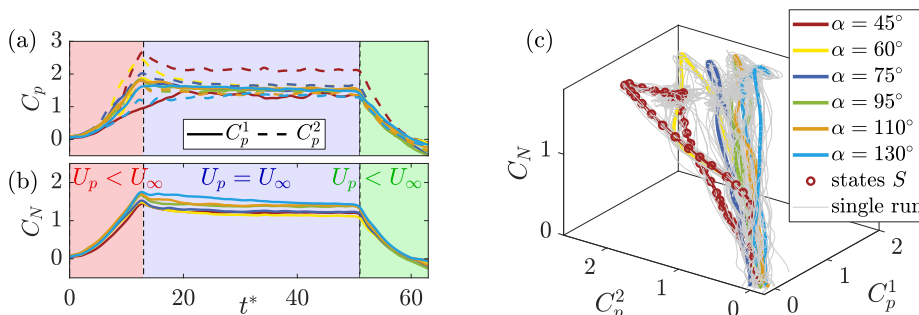 (a)
3
2
1
0
C_p
C_p^1
C_p^2
(b)
U_p < U_∞
U_p = U_∞
U_p < U_∞
2
1
0
C_N
0
20
40
60
t*
(c)
C_N
1
0
2
1
0
C_p^2
0
1
2
C_p^1
α = 45°
α = 60°
α = 75°
α = 95°
α = 110°
α = 130°
states S
single run